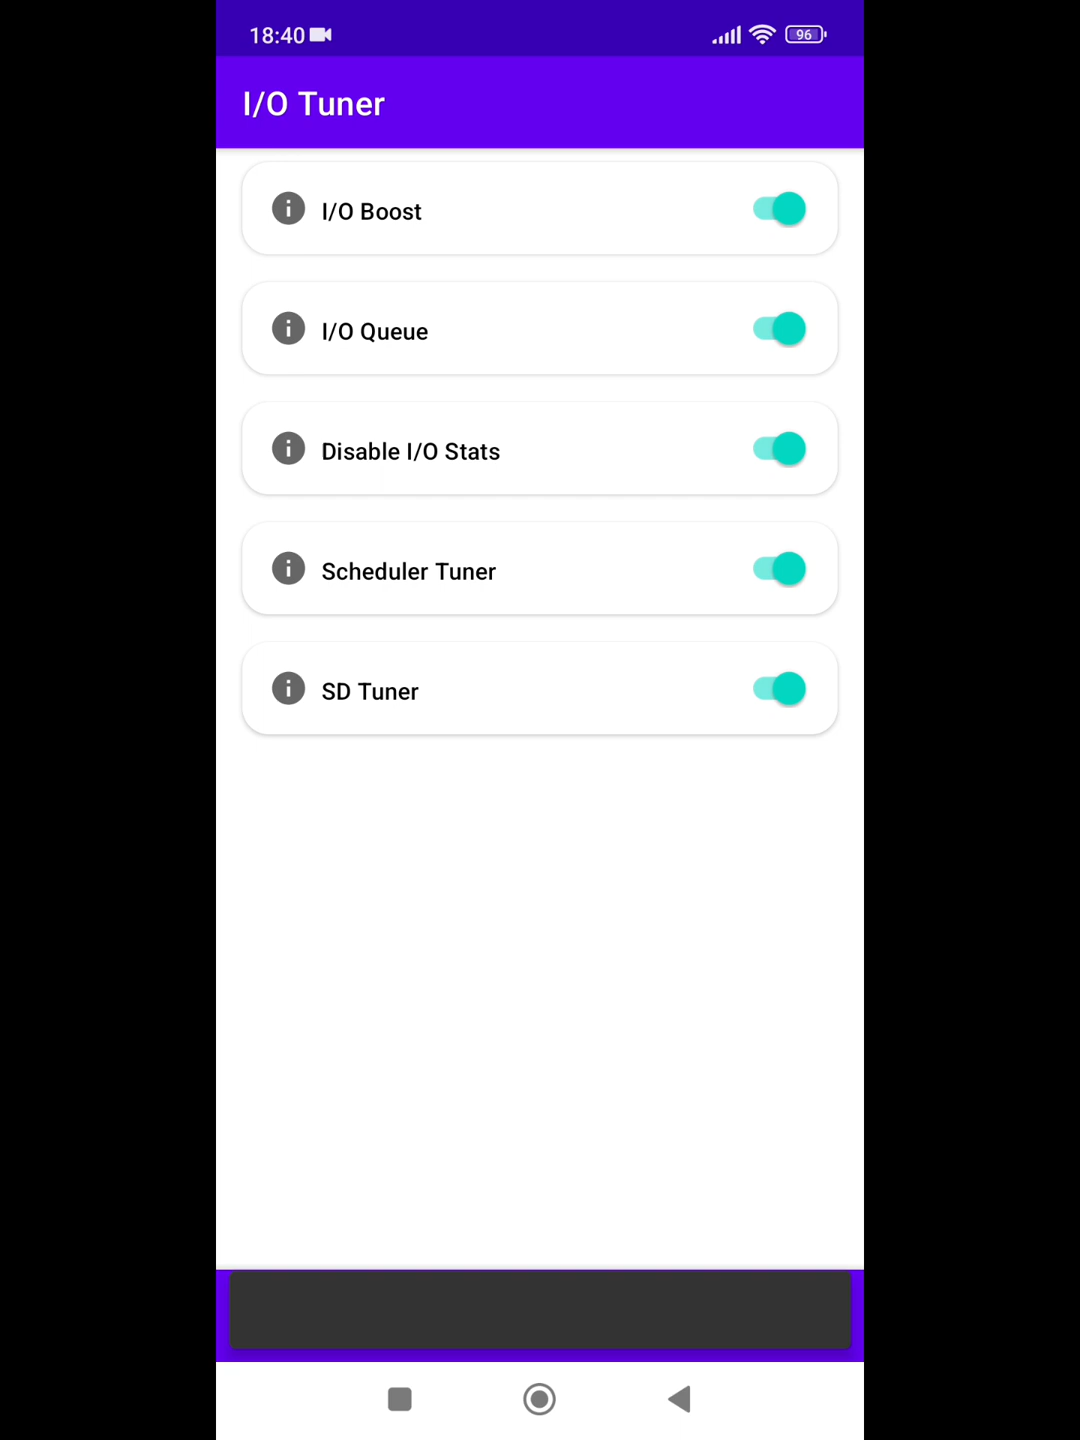 18:40
96
I/O Tuner
I/O Boost
I/O Queue
Disable I/O Stats
Scheduler Tuner
SD Tuner